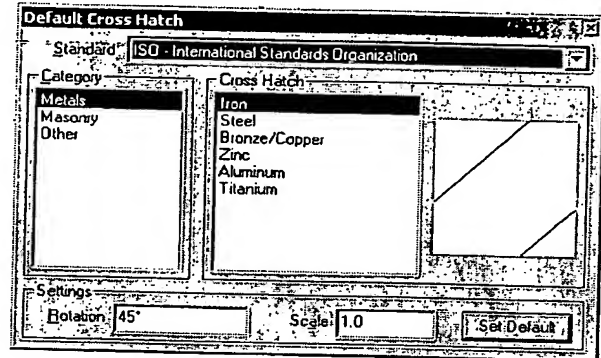 Default Cross Hatch
Standard: ISO - International Standards Organization
Category
Metals
Masonry
Other
Cross Hatch
Iron
Steel
Bronze/Copper
Zinc
Aluminum
Titanium
Settings
Rotation: 45° Scale: 1.0 Set Default